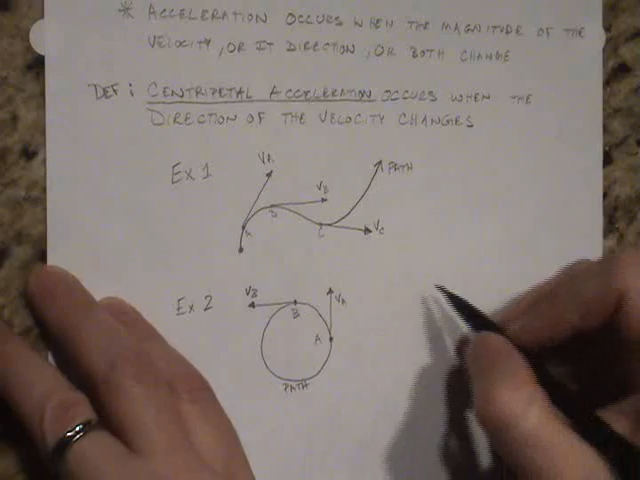 * ACCELERATION OCCURS WHEN THE MAGNITUDE OF THE
VELOCITY, OR IT DIRECTION, OR BOTH CHANGE
DEF: CENTRIPETAL ACCELERATION OCCURS WHEN THE
DIRECTION OF THE VELOCITY CHANGES
Ex 1
VA
VB
PATH
A
B
C
VC
Ex 2
VB
VA
B
A
PATH